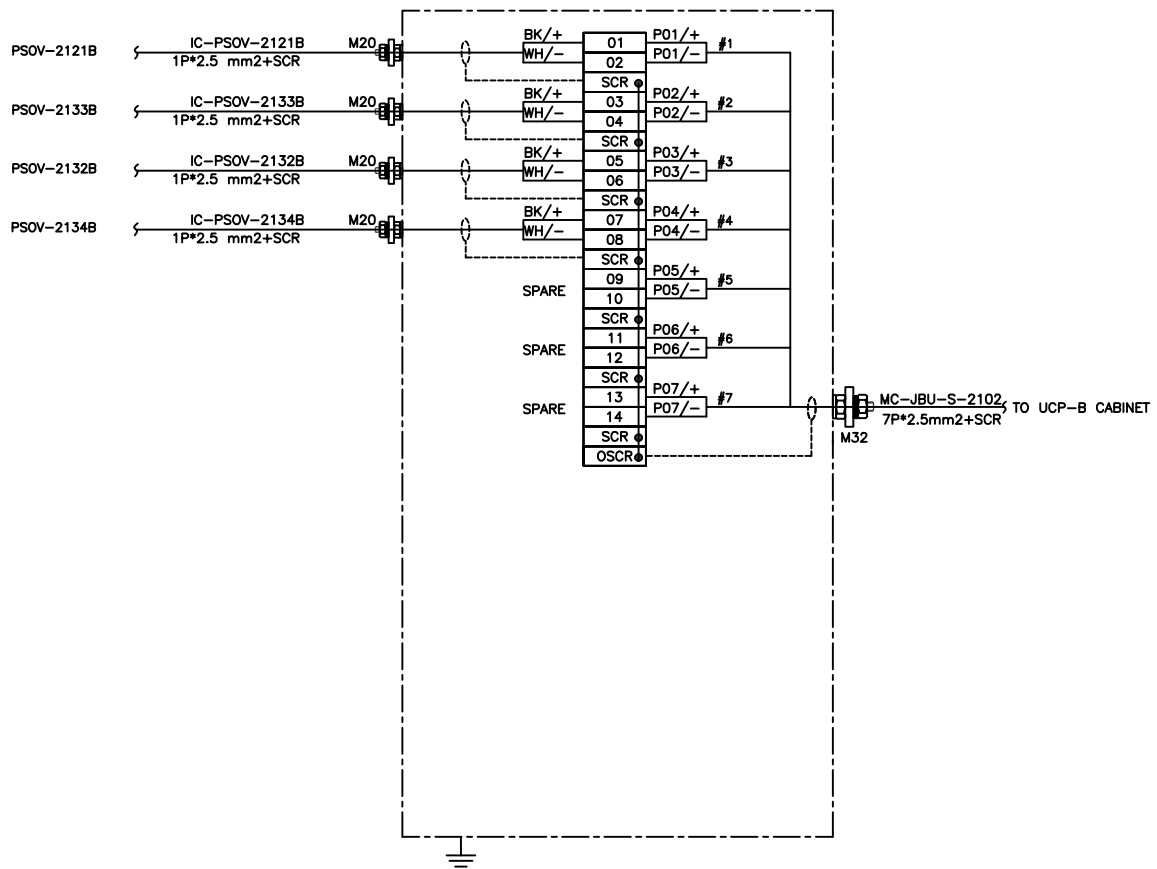 PSOV-2121B IC-PSOV-2121B M20 BK/+ 01 P01/+ #1
1P*2.5 mm2+SCR WH/- 02 P01/-
SCR
PSOV-2133B IC-PSOV-2133B M20 BK/+ 03 P02/+ #2
1P*2.5 mm2+SCR WH/- 04 P02/-
SCR
PSOV-2132B IC-PSOV-2132B M20 BK/+ 05 P03/+ #3
1P*2.5 mm2+SCR WH/- 06 P03/-
SCR
PSOV-2134B IC-PSOV-2134B M20 BK/+ 07 P04/+ #4
1P*2.5 mm2+SCR WH/- 08 P04/-
SCR
09 P05/+ #5
SPARE 10 P05/-
SCR
11 P06/+ #6
SPARE 12 P06/-
SCR
13 P07/+ #7 MC-JBU-S-2102 TO UCP-B CABINET
SPARE 14 P07/- 7P*2.5mm2+SCR
SCR M32
OSCR